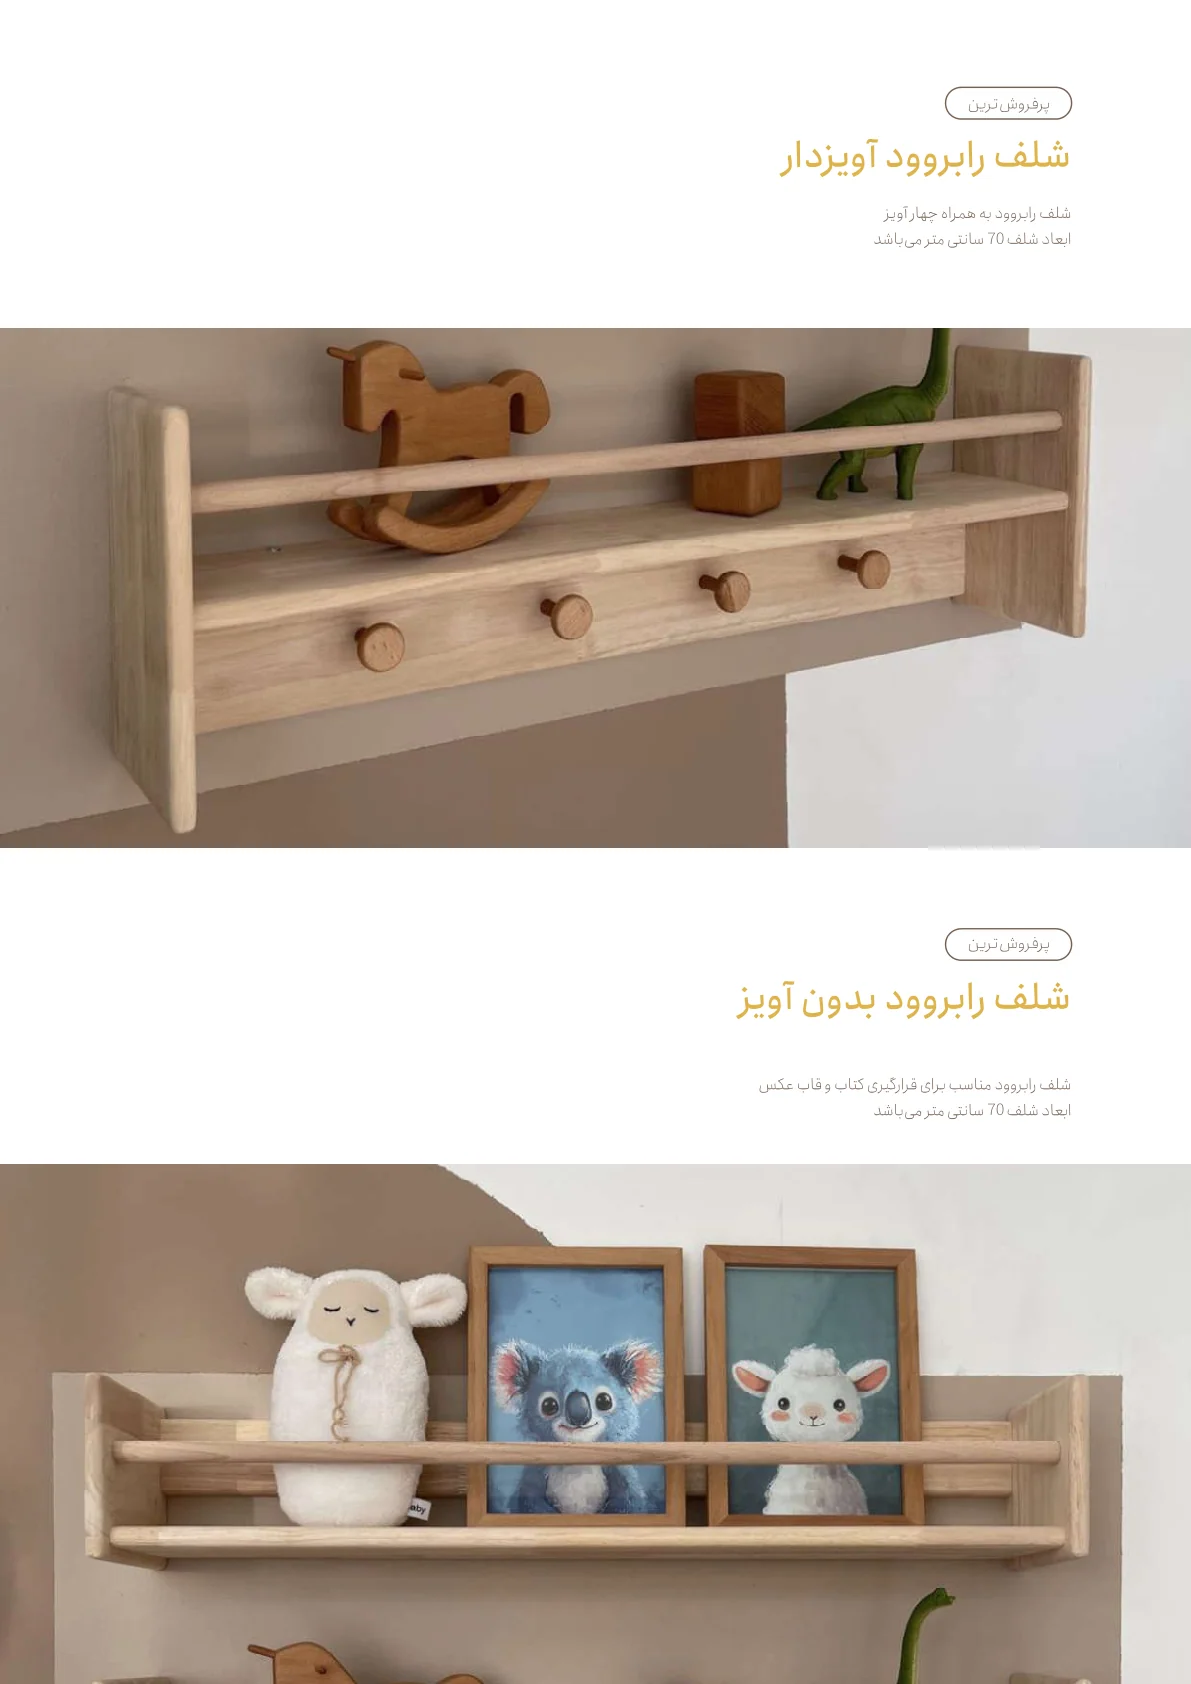 پرفروش‌ترین
شلف رابروود آویزدار
شلف رابروود به همراه چهار آویز
ابعاد شلف 70 سانتی متر می‌باشد
پرفروش‌ترین
شلف رابروود بدون آویز
شلف رابروود مناسب برای قرارگیری کتاب و قاب عکس
ابعاد شلف 70 سانتی متر می‌باشد
aby